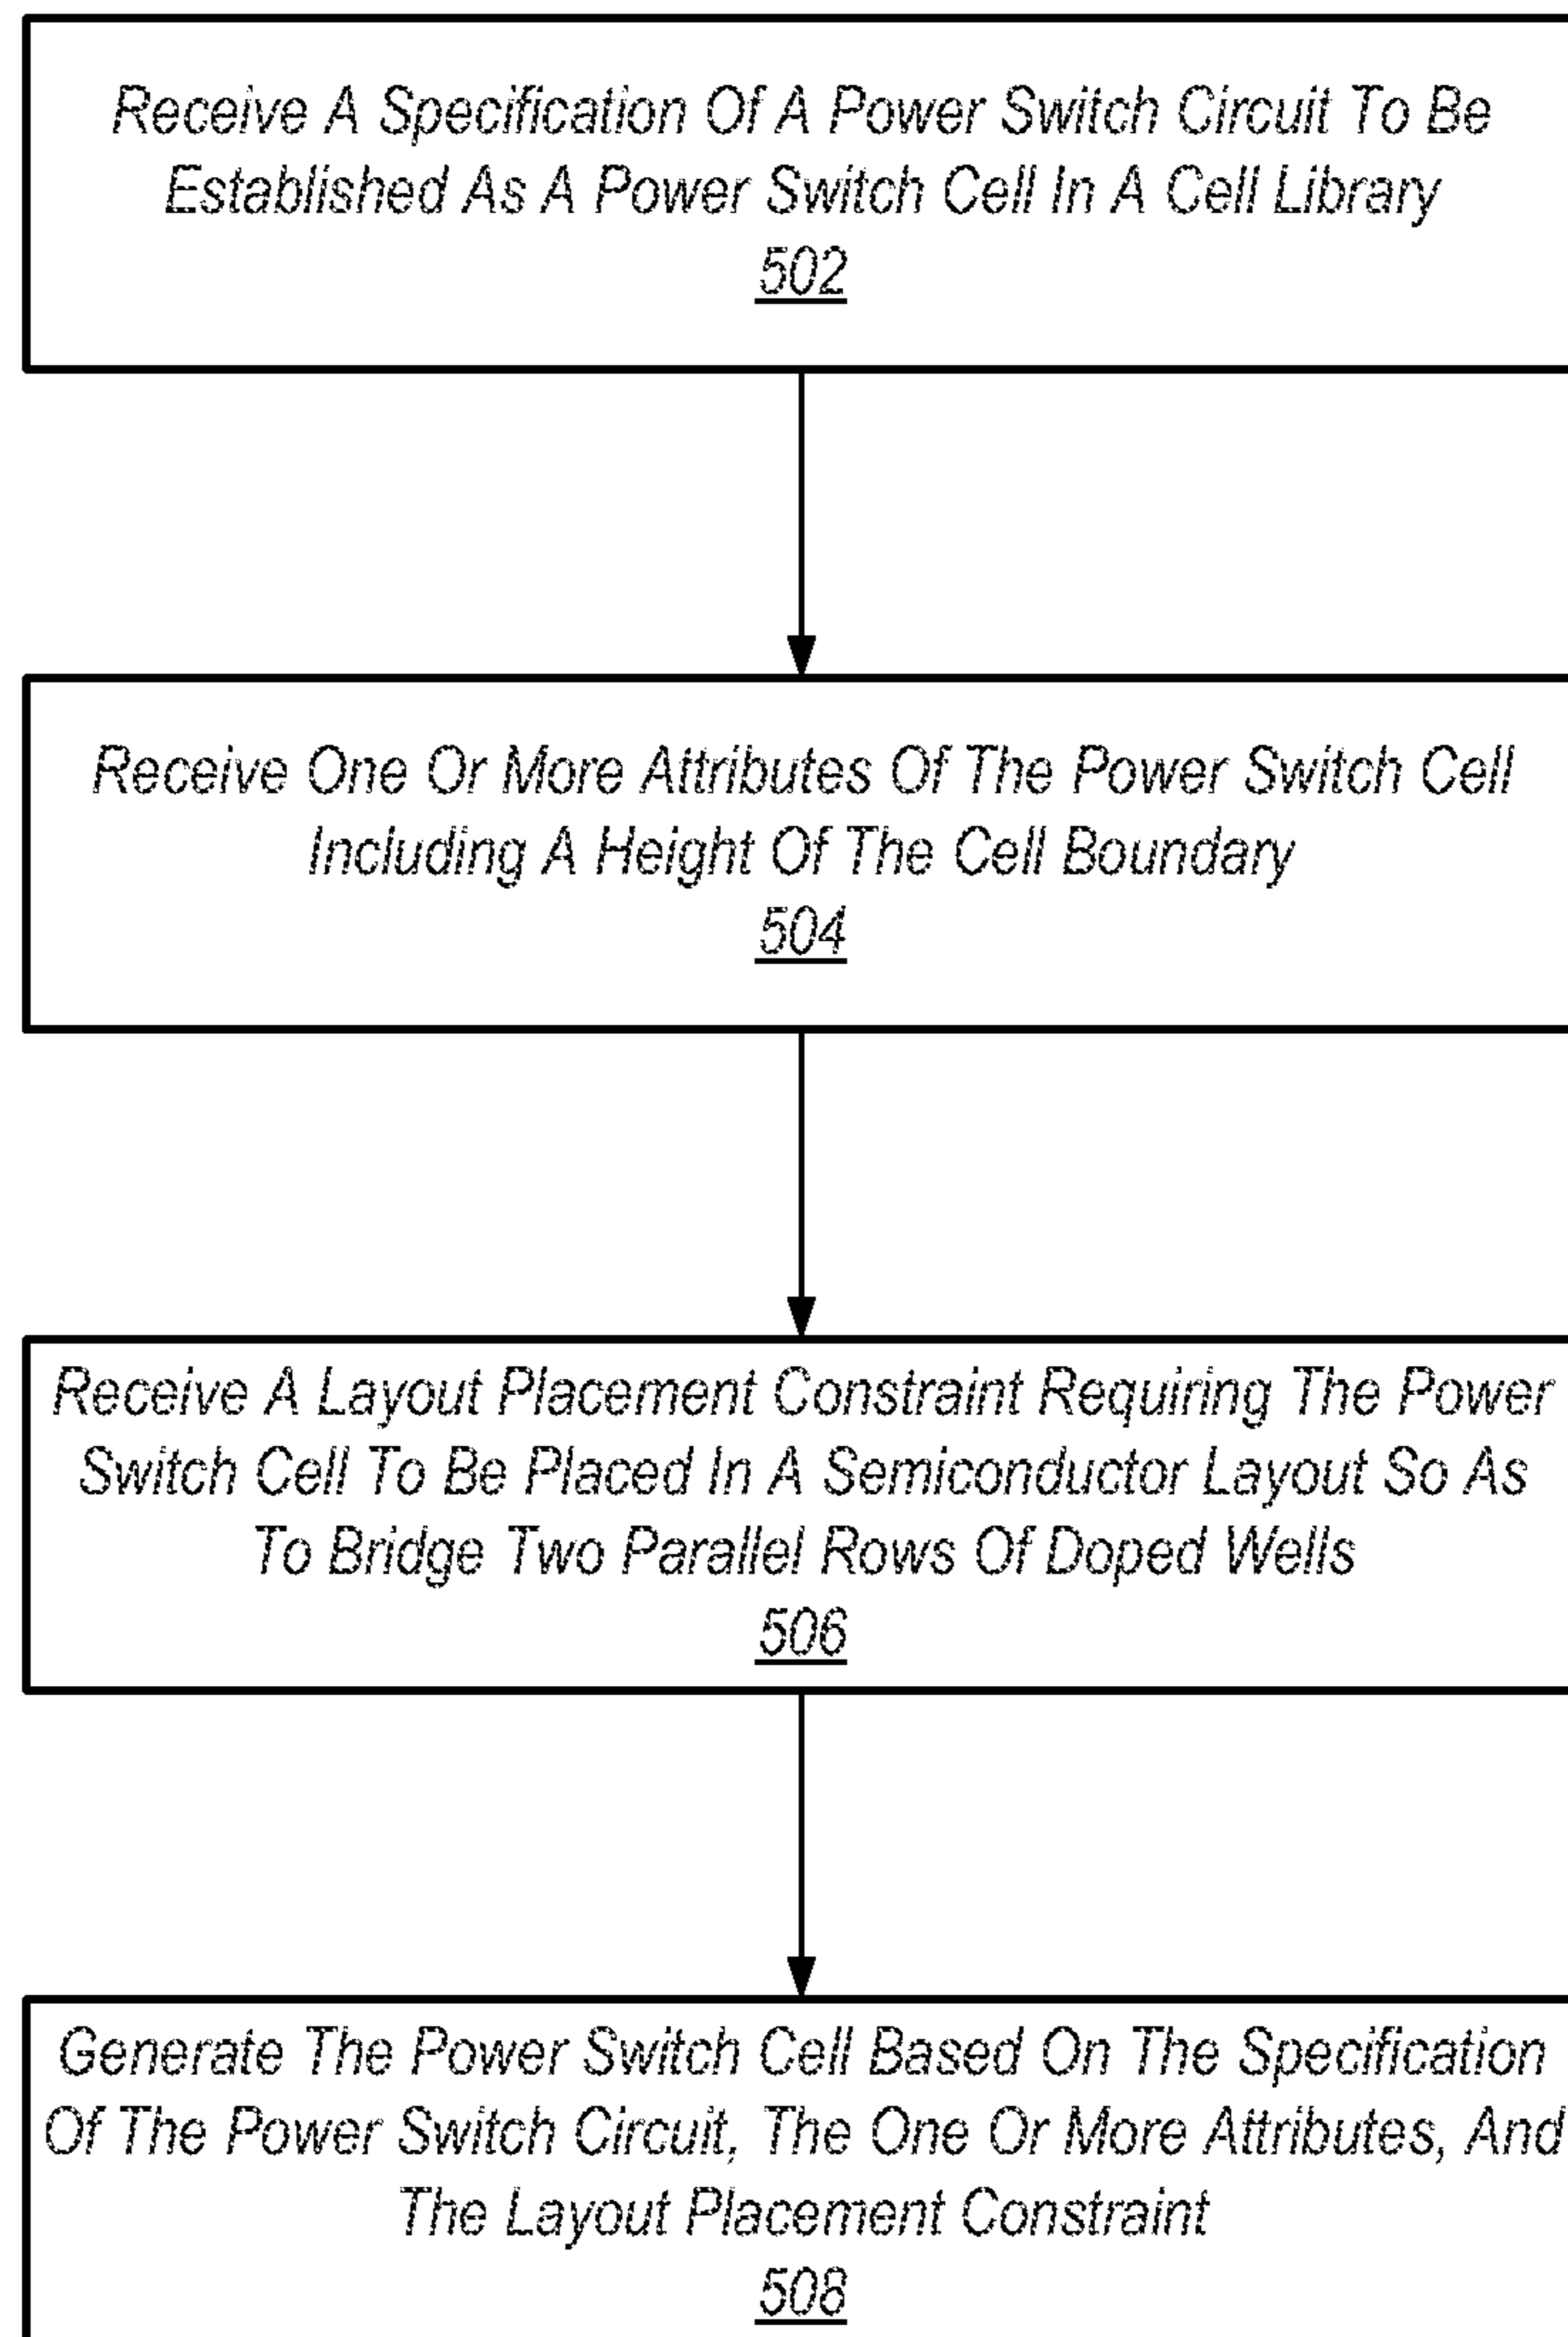 Receive A Specification Of A Power Switch Circuit To Be
Established As A Power Switch Cell In A Cell Library
502
Receive One Or More Attributes Of The Power Switch Cell
Including A Height Of The Cell Boundary
504
Receive A Layout Placement Constraint Requiring The Power
Switch Cell To Be Placed In A Semiconductor Layout So As
To Bridge Two Parallel Rows Of Doped Wells
506
Generate The Power Switch Cell Based On The Specification
Of The Power Switch Circuit, The One Or More Attributes, And
The Layout Placement Constraint
508